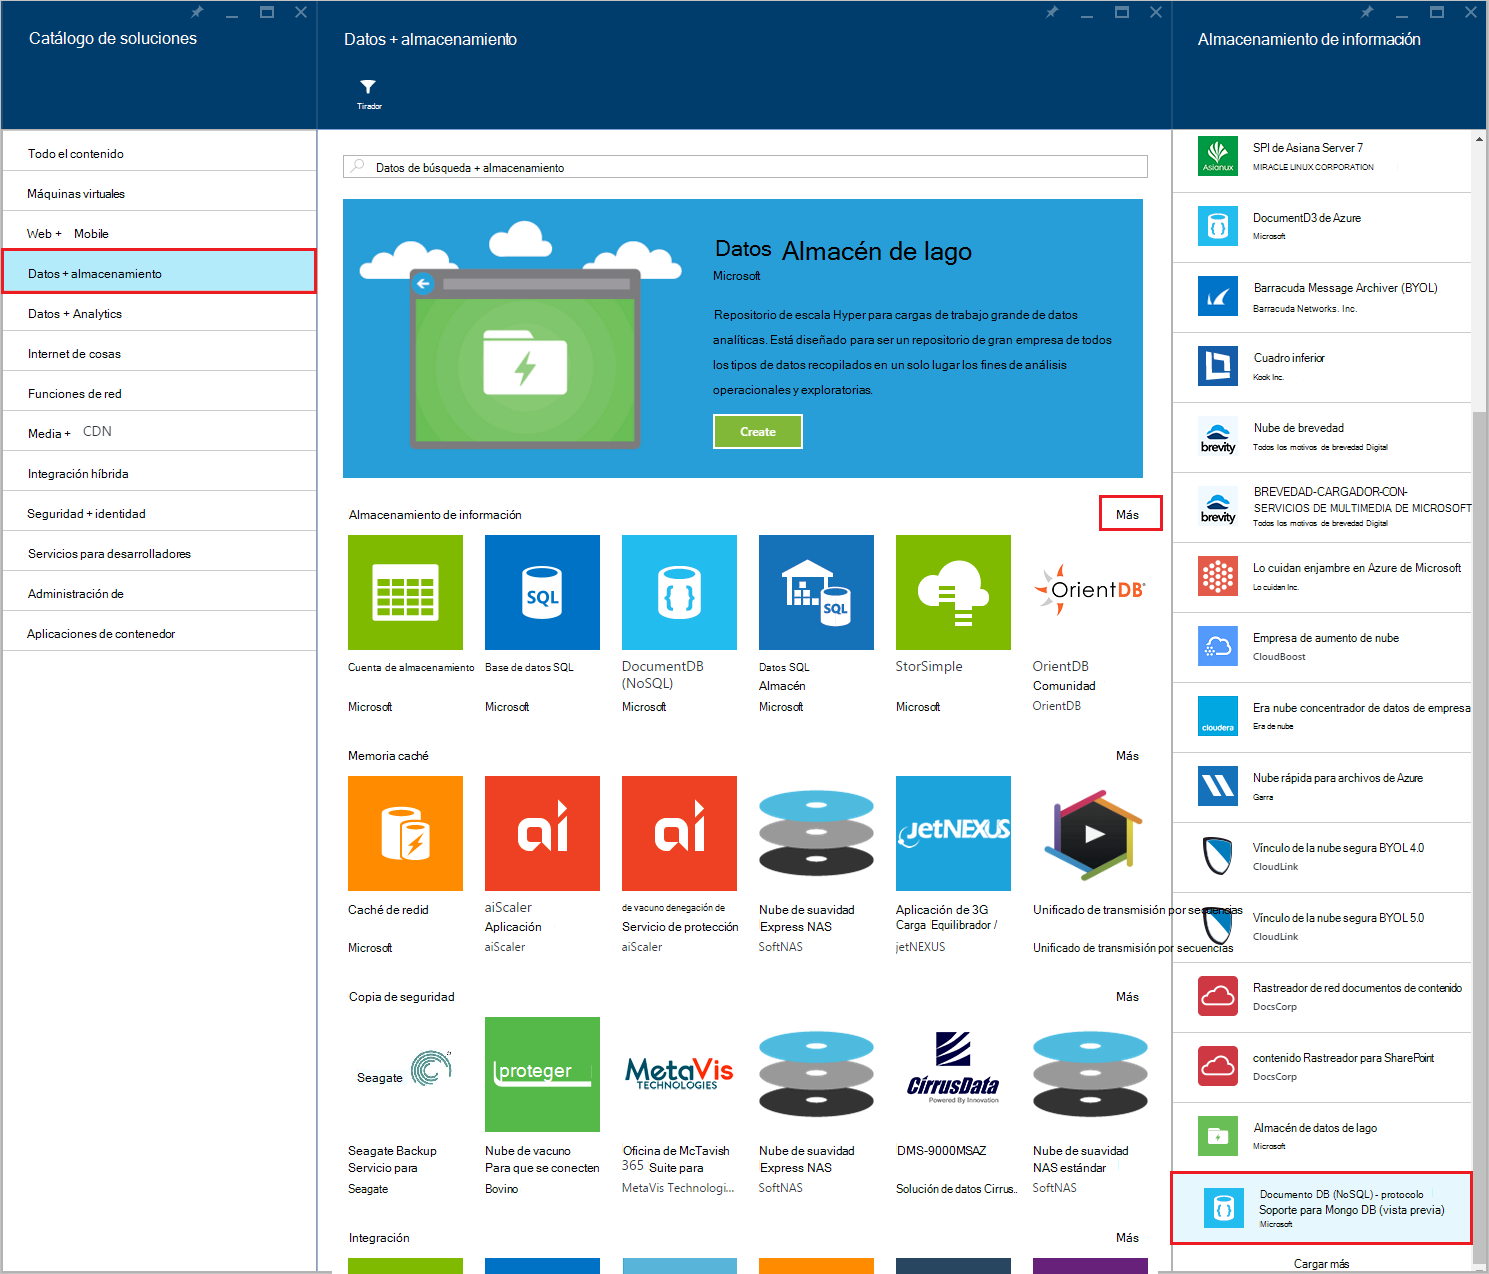 Catálogo de soluciones
Todo el contenido
Máquinas virtuales
Web + Mobile
Datos + almacenamiento
Datos + Analytics
Internet de cosas
Funciones de red
Media + CDN
Integración híbrida
Seguridad + identidad
Servicios para desarrolladores
Administración de
Aplicaciones de contenedor
Datos + almacenamiento
Tirador
Datos de búsqueda + almacenamiento
Datos Almacén de lago
Microsoft
Repositorio de escala Hyper para cargas de trabajo grande de datos
analíticas. Está diseñado para ser un repositorio de gran empresa de todos
los tipos de datos recopilados en un solo lugar los fines de análisis
operacionales y exploratorias.
Create
Almacenamiento de información
Más
SQL
SQL
OrientDB
Cuenta de almacenamiento
Microsoft
Base de datos SQL
Microsoft
DocumentDB
(NoSQL)
Microsoft
Datos SQL
Almacén
Microsoft
StorSimple
Microsoft
OrientDB
Comunidad
OrientDB
Memoria caché
Más
ai
ai
jetNEXUS
Caché de redid
Microsoft
aiScaler
Aplicación
aiScaler
de vacuno denegación de
Servicio de protección
aiScaler
Nube de suavidad
Express NAS
SoftNAS
Aplicación de 3G
Carga Equilibrador /
jetNEXUS
Unificado de transmisión por secuencias
Unificado de transmisión por secuencias
Copia de seguridad
Más
Seagate
proteger
MetaVis
TECHNOLOGIES
CirrusData
Powered By Innovation
Seagate Backup
Servicio para
Seagate
Nube de vacuno
Para que se conecten
Bovino
Oficina de McTavish
365 Suite para
MetaVis Technologi...
Nube de suavidad
Express NAS
SoftNAS
DMS-9000MSAZ
Solución de datos Cirrus..
Nube de suavidad
NAS estándar
SoftNAS
Integración
Más
Almacenamiento de información
Asianux
SPI de Asiana Server 7
MIRACLE LINUX CORPORATION
DocumentD3 de Azure
Microsoft
Barracuda Message Archiver (BYOL)
Barracuda Networks. Inc.
Cuadro inferior
Kook Inc.
brevity
Nube de brevedad
Todos los motivos de brevedad Digital
brevity
BREVEDAD-CARGADOR-CON-
SERVICIOS DE MULTIMEDIA DE MICROSOFT
Todos los motivos de brevedad Digital
Lo cuidan enjambre en Azure de Microsoft
Lo cuidan Inc.
Empresa de aumento de nube
CloudBoost
cloudera
Era nube concentrador de datos de empresa
Era de nube
Nube rápida para archivos de Azure
Garra
Vínculo de la nube segura BYOL 4.0
CloudLink
Vínculo de la nube segura BYOL 5.0
CloudLink
Rastreador de red documentos de contenido
DocsCorp
contenido Rastreador para SharePoint
DocsCorp
Almacén de datos de lago
Microsoft
Documento DB (NoSQL) - protocolo
Soporte para Mongo DB (vista previa)
Microsoft
Cargar más